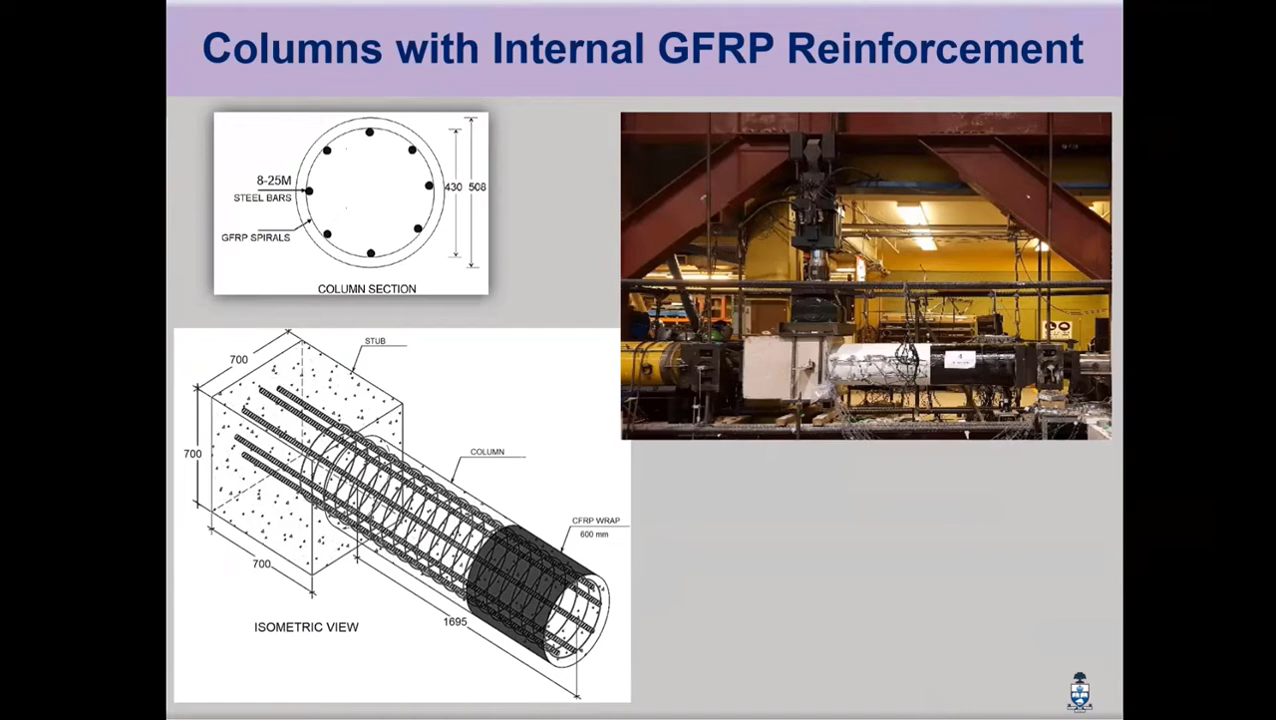 Columns with Internal GFRP Reinforcement
8-25M
STEEL BARS
GFRP SPIRALS
430
508
COLUMN SECTION
700
STUB
700
COLUMN
CFRP WRAP
600 mm
700
1695
ISOMETRIC VIEW